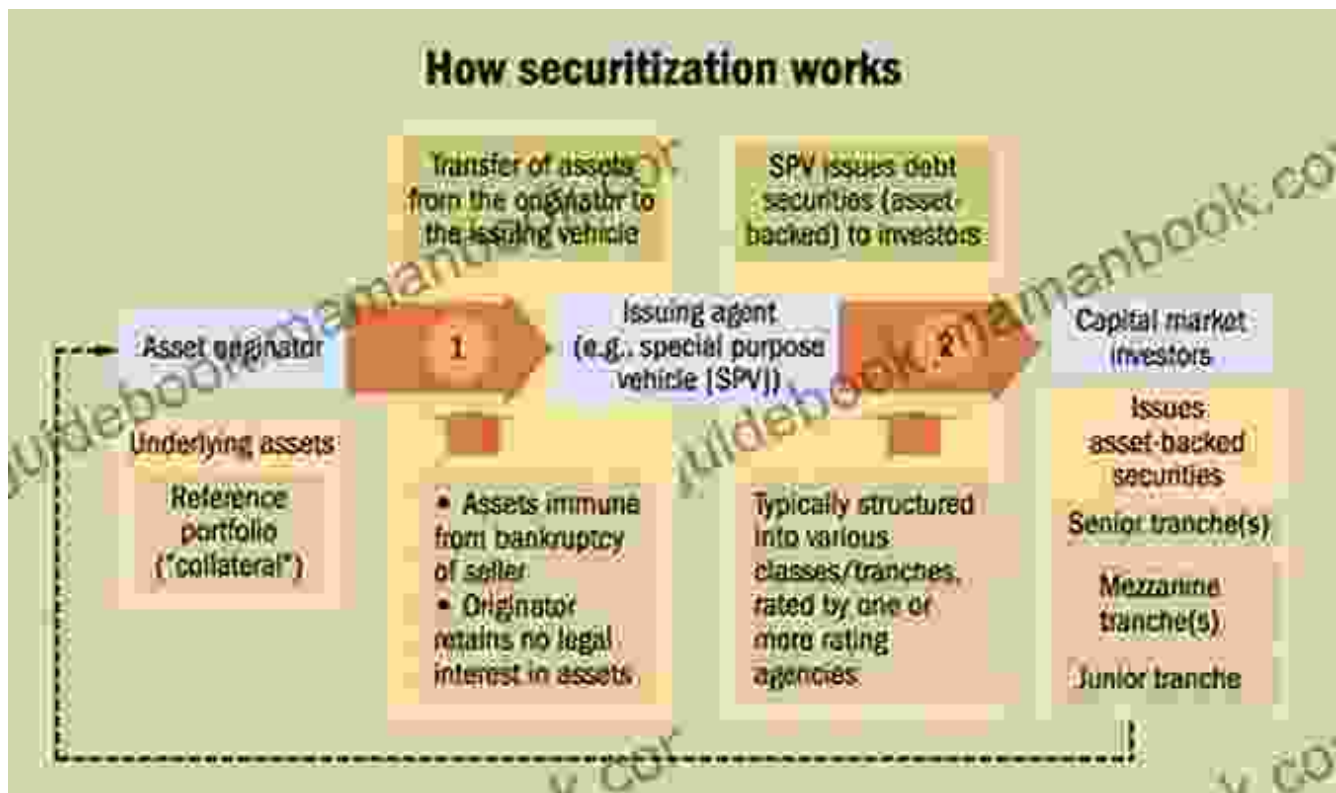 How securitization works
Transfer of assets
from the originator to
the issuing vehicle
SPV issues debt
securities (asset-
backed) to investors
Asset originator
1
Issuing agent
(e.g., special purpose
vehicle [SPV])
2
Capital market
investors
Underlying assets
Reference
portfolio
("collateral")
• Assets immune
from bankruptcy
of seller
• Originator
retains no legal
interest in assets
Typically structured
into various
classes/tranches,
rated by one or
more rating
agencies
Issues
asset-backed
securities
Senior tranche(s)
Mezzanine
tranche(s)
Junior tranche